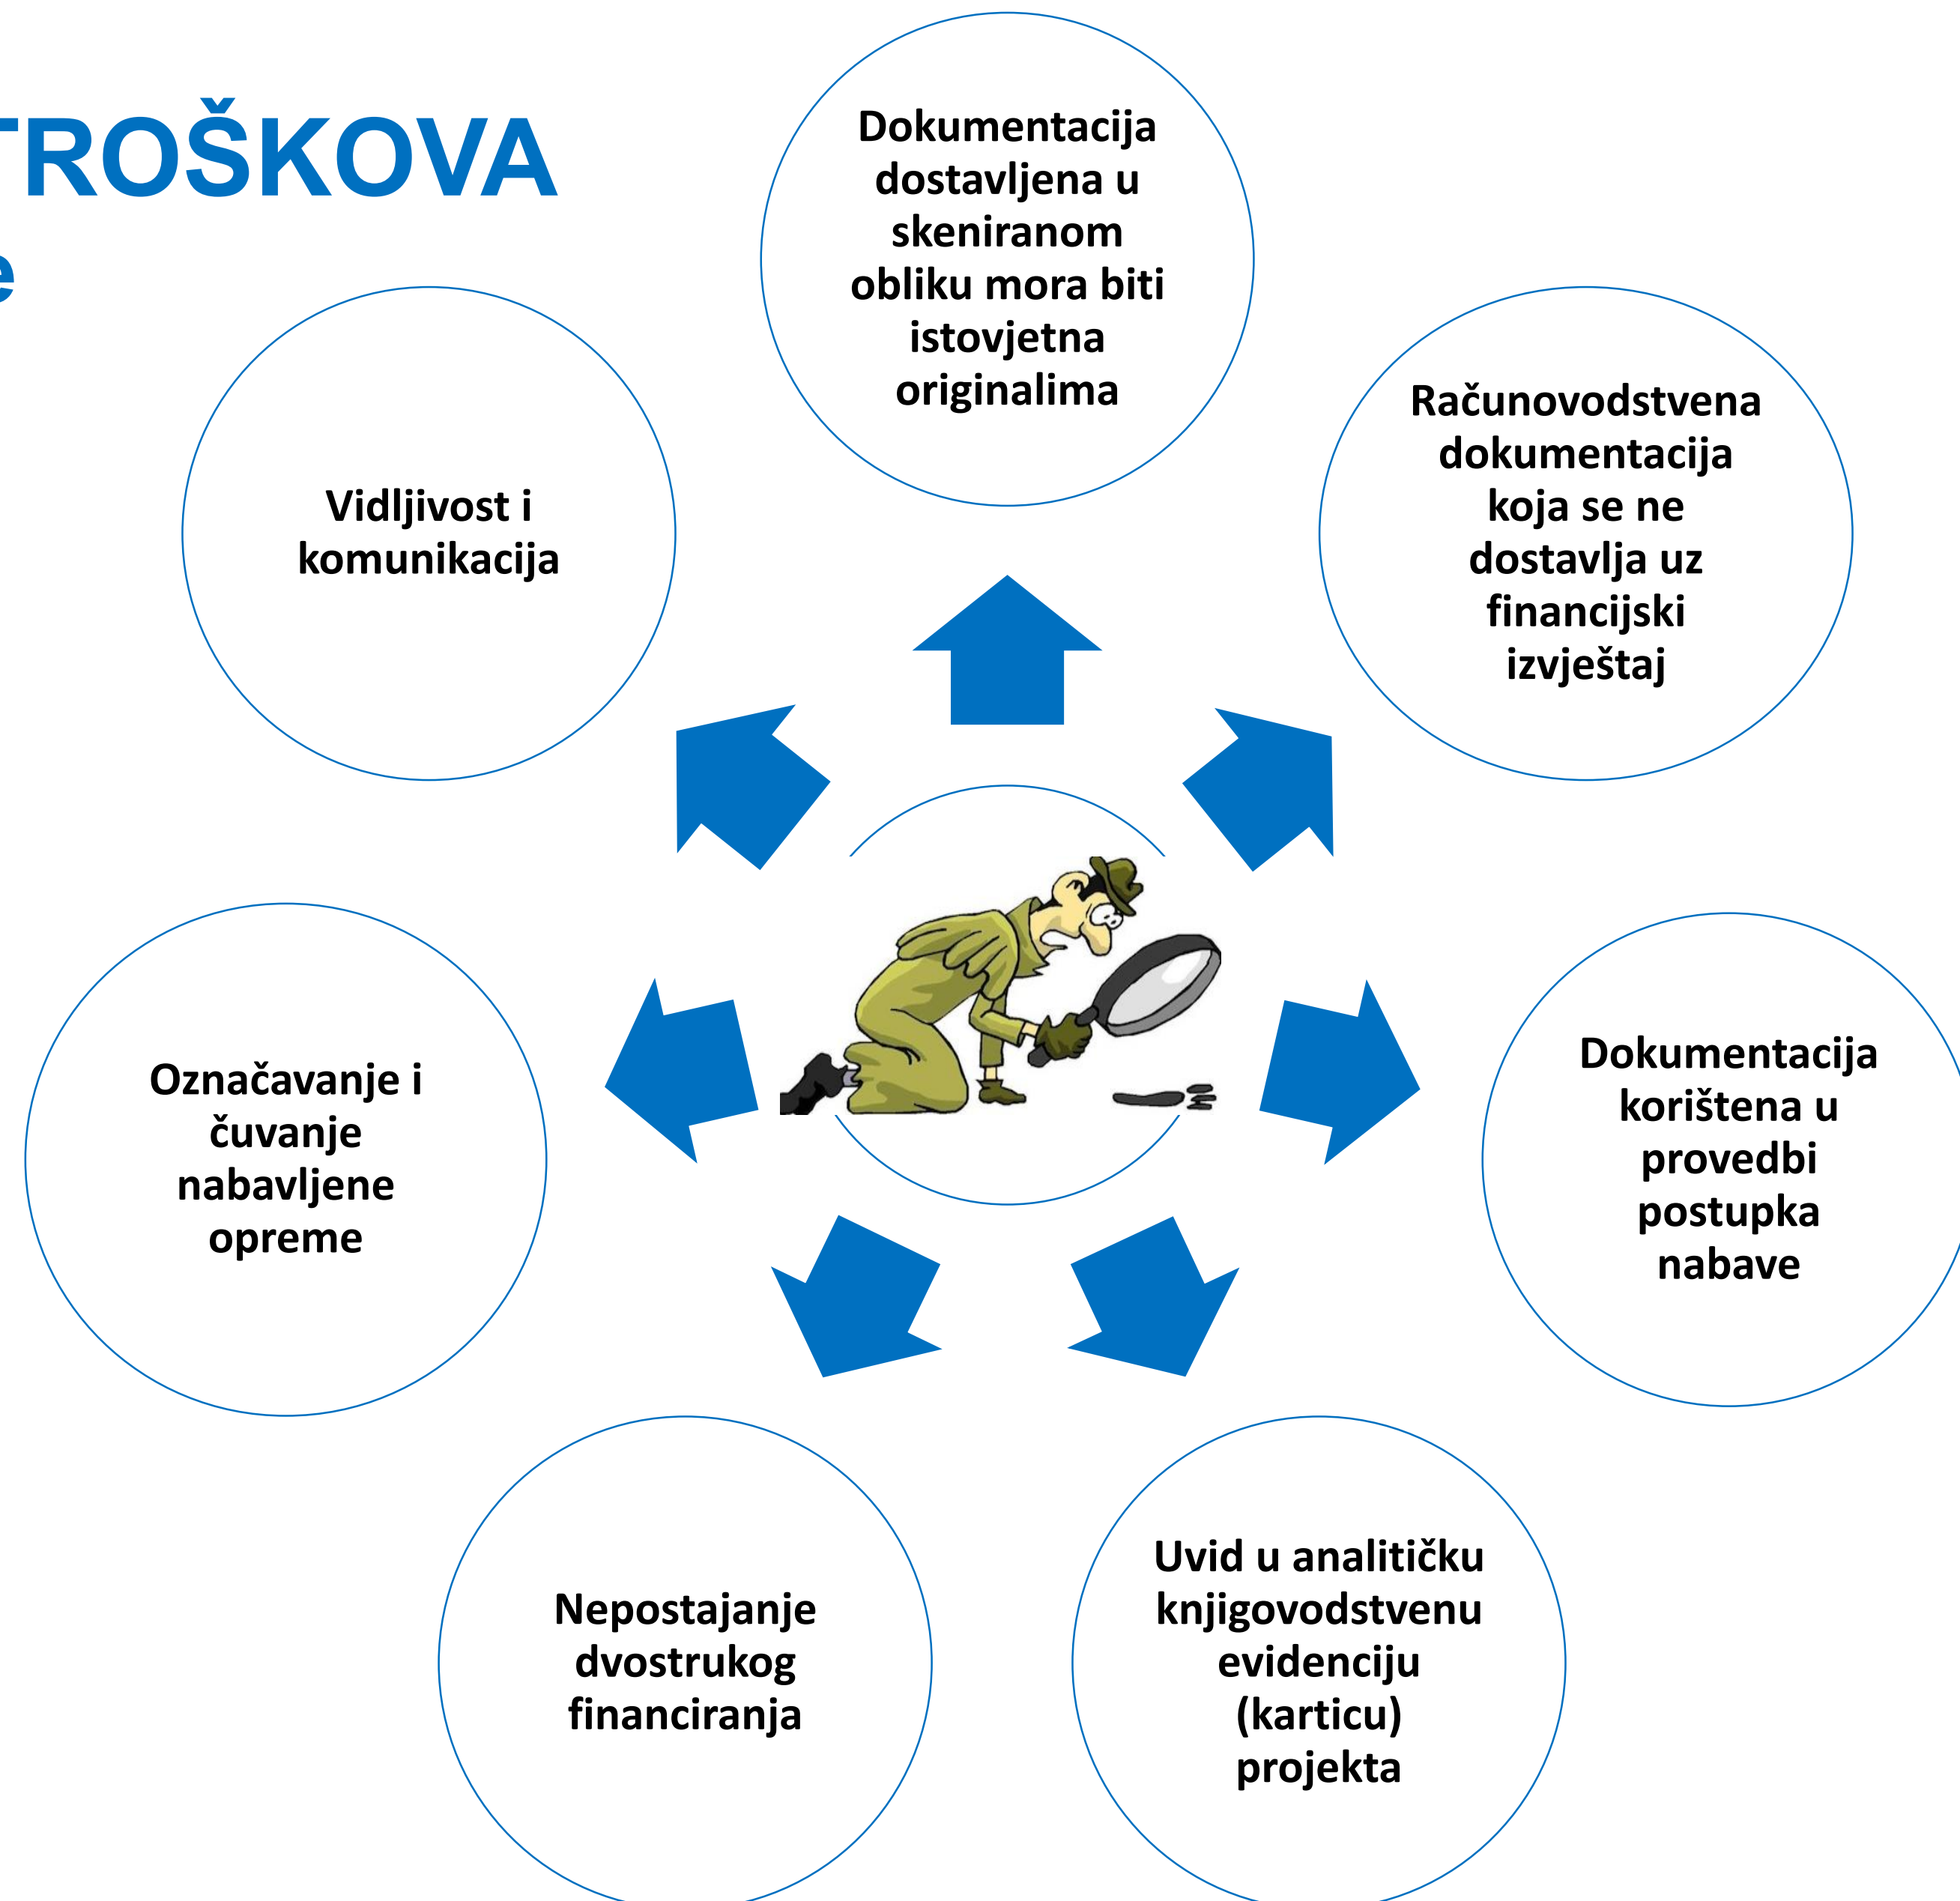 TROŠKOVA
e
Dokumentacija
dostavljena u
skeniranom
obliku mora biti
istovjetna
originalima
Računovodstvena
dokumentacija
koja se ne
dostavlja uz
financijski
izvještaj
Dokumentacija
korištena u
provedbi
postupka
nabave
Uvid u analitičku
knjigovodstvenu
evidenciju
(karticu)
projekta
Nepostajanje
dvostrukog
financiranja
Označavanje i
čuvanje
nabavljene
opreme
Vidljivost i
komunikacija